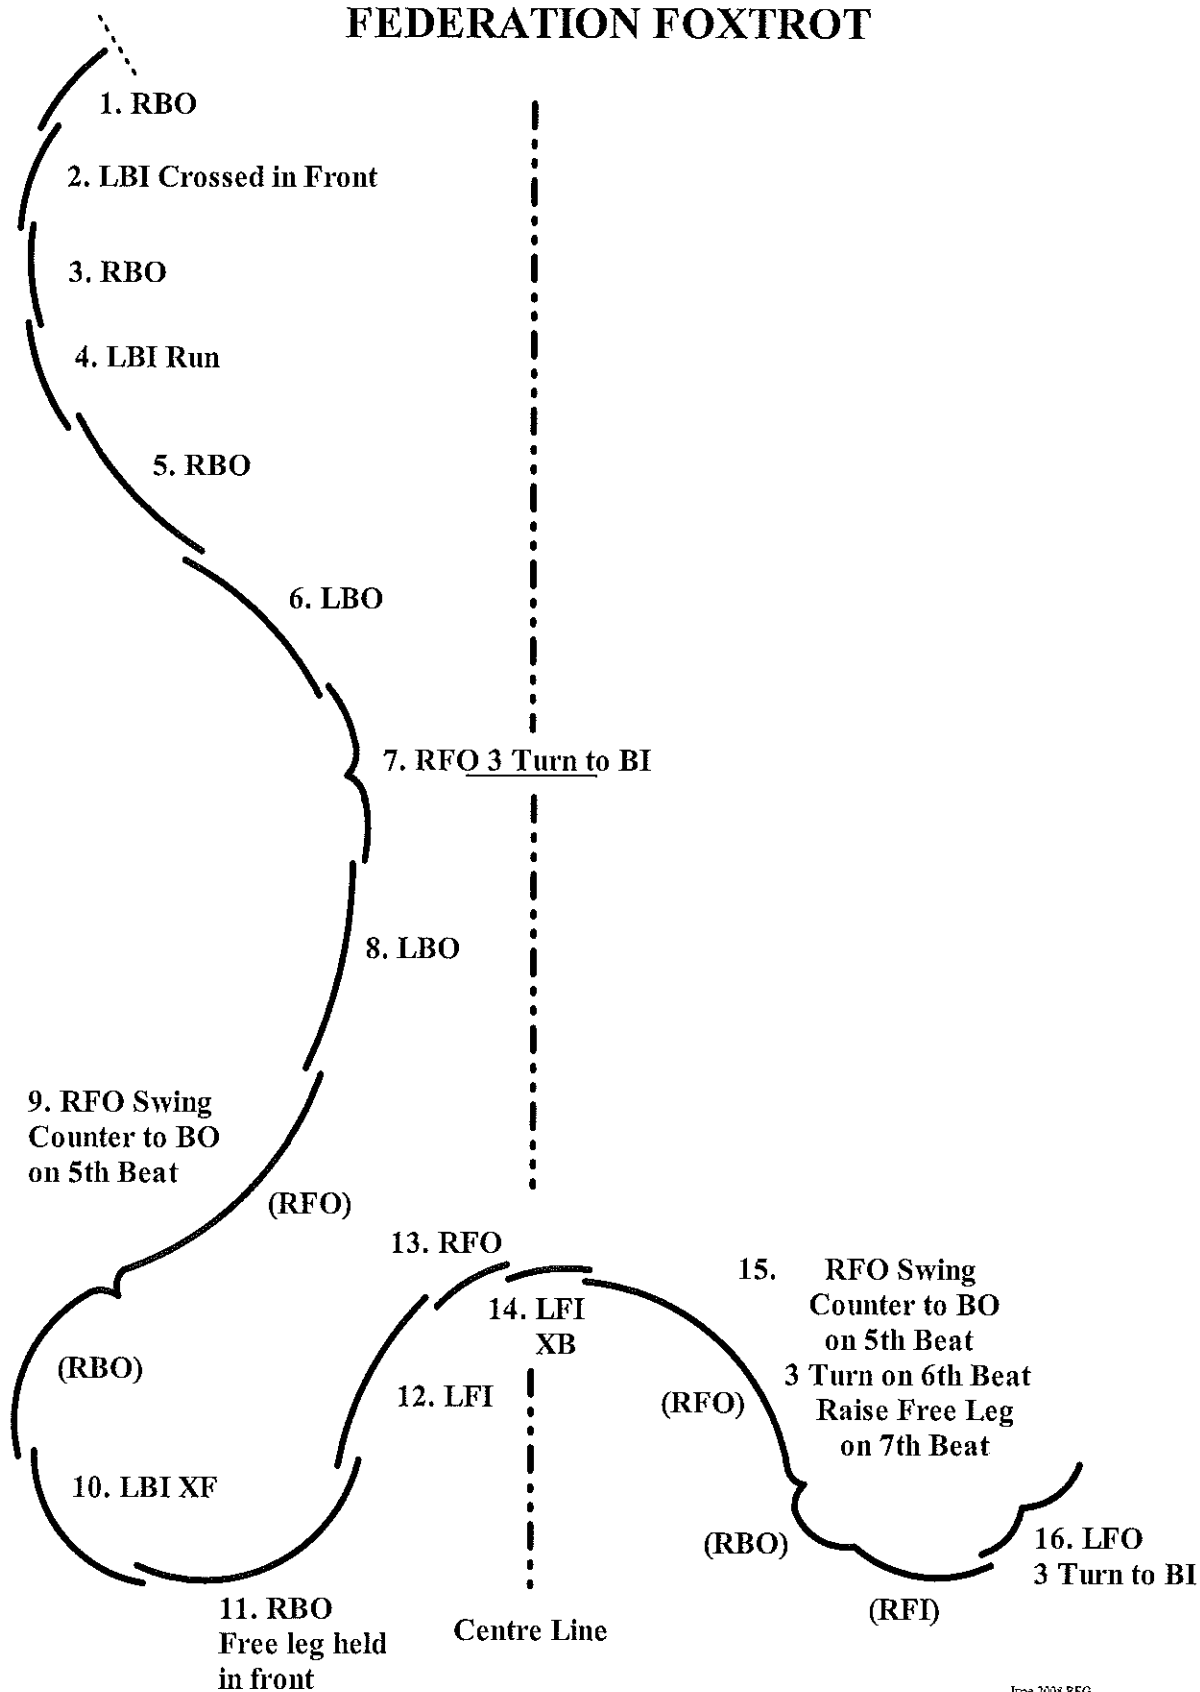 FEDERATION FOXTROT
1. RBO
2. LBI Crossed in Front
3. RBO
4. LBI Run
5. RBO
6. LBO
7. RFO 3 Turn to BI
8. LBO
9. RFO Swing
Counter to BO
on 5th Beat
(RFO)
(RBO)
10. LBI XF
11. RBO
Free leg held
in front
12. LFI
13. RFO
14. LFI
XB
15. RFO Swing
Counter to BO
on 5th Beat
3 Turn on 6th Beat
Raise Free Leg
on 7th Beat
(RFO)
(RBO)
(RFI)
16. LFO
3 Turn to BI
Centre Line
June